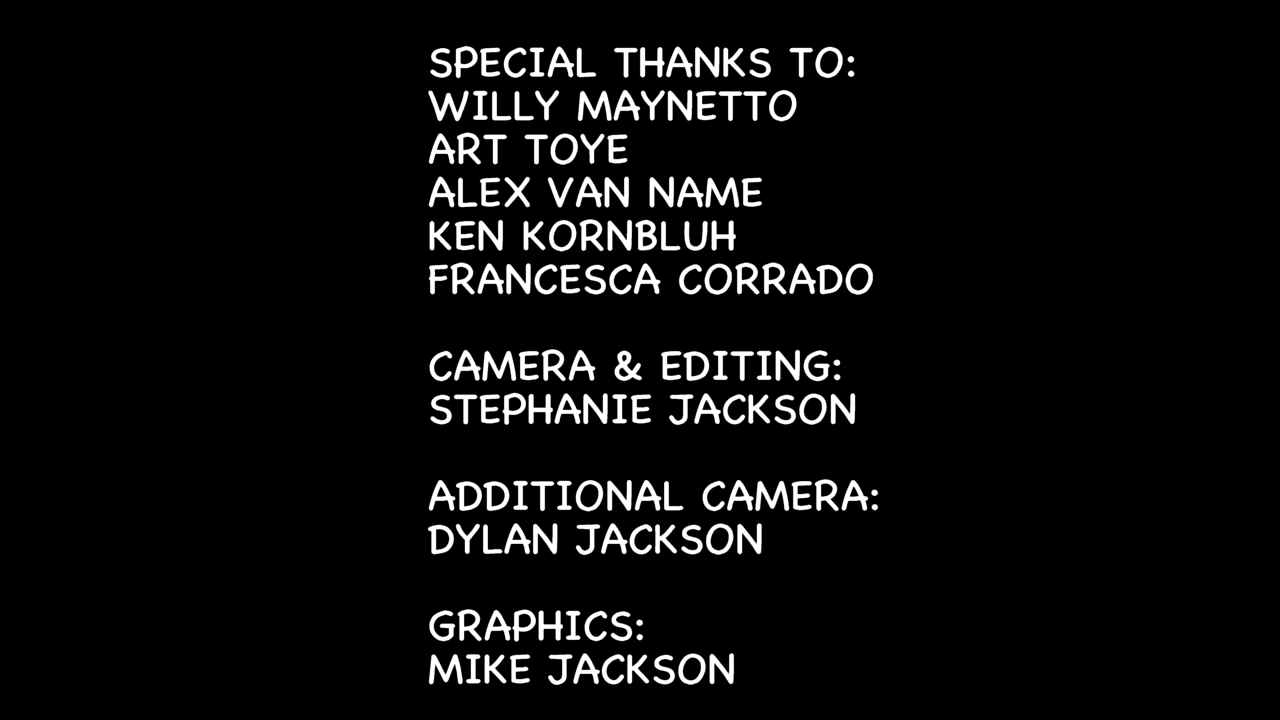 SPECIAL THANKS TO:
WILLY MAYNETTO
ART TOYE
ALEX VAN NAME
KEN KORNBLUH
FRANCESCA CORRADO
CAMERA & EDITING:
STEPHANIE JACKSON
ADDITIONAL CAMERA:
DYLAN JACKSON
GRAPHICS:
MIKE JACKSON